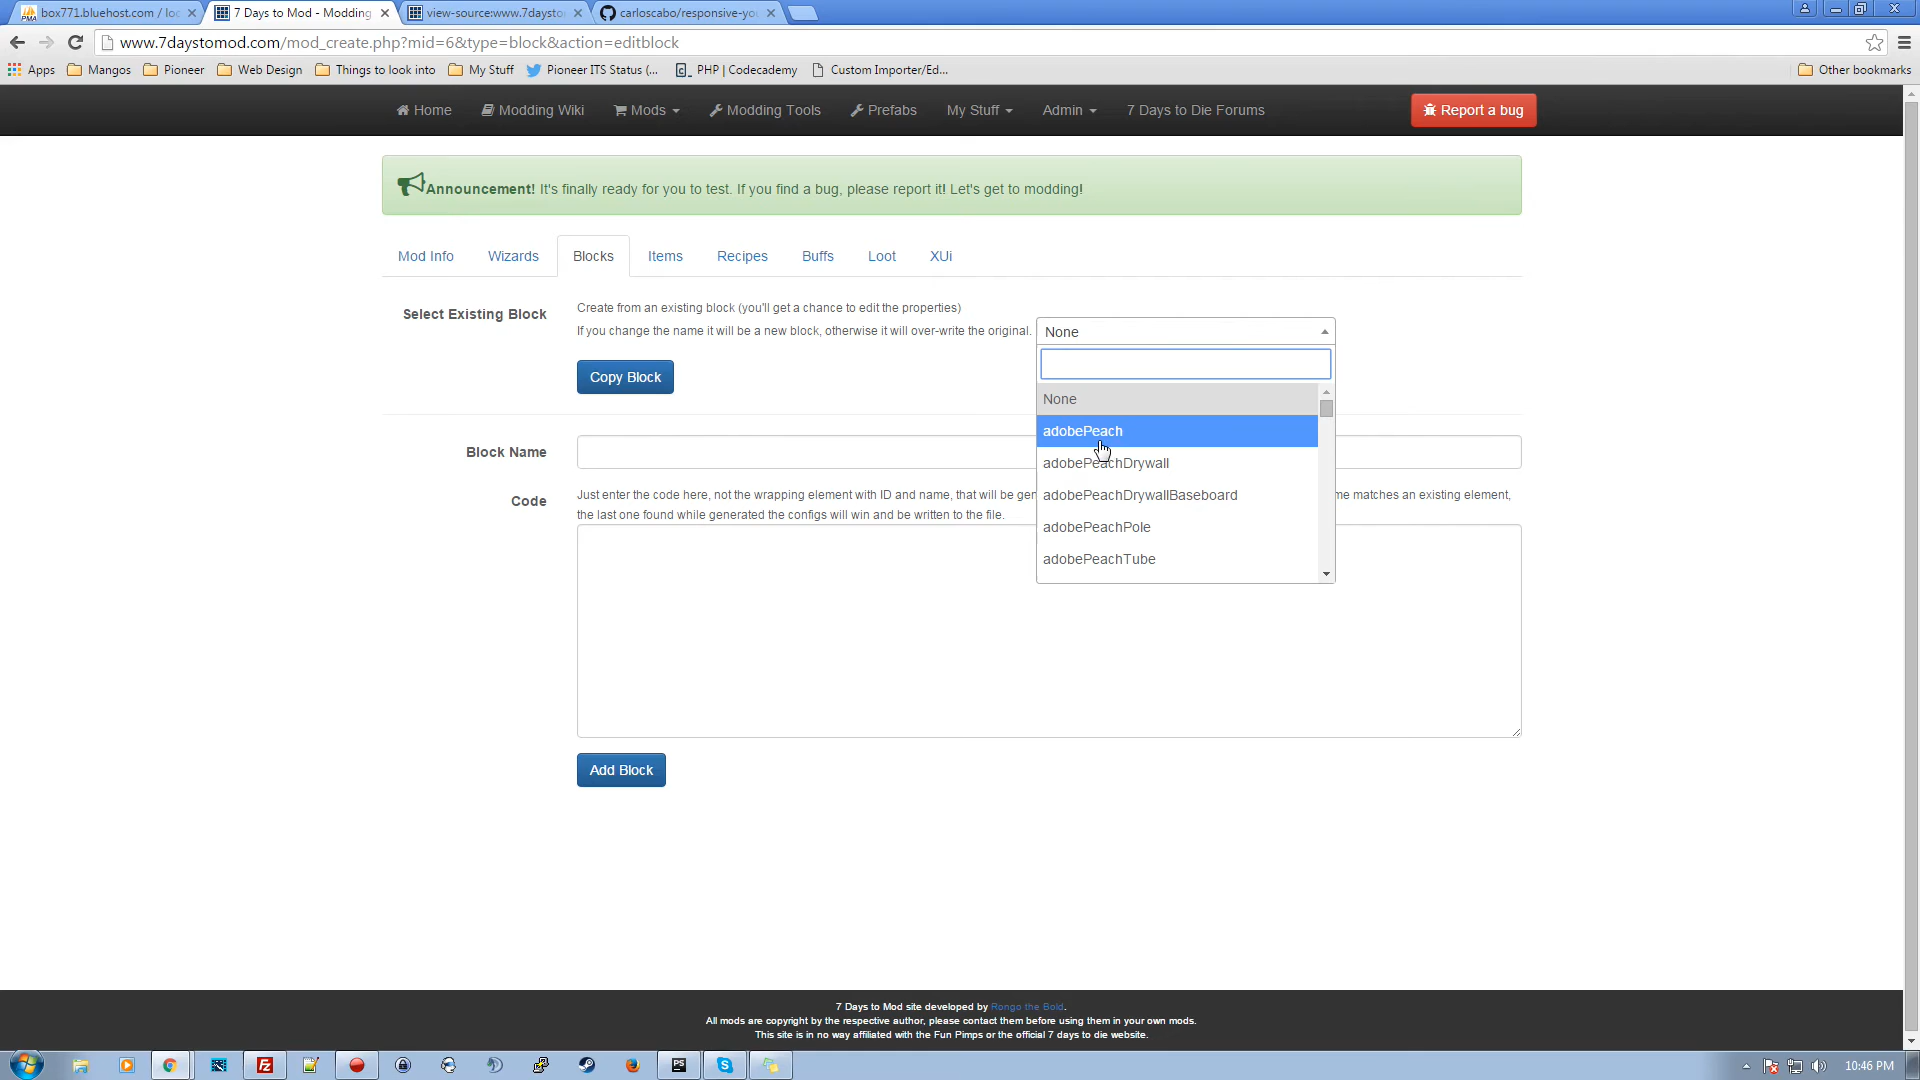 box771.bluehost.com / loc
7 Days to Mod - Modding
view-source:www.7daysto
carloscabo/responsive-yo
www.7daystomod.com/mod_create.php?mid=6&type=block&action=editblock
Apps Mangos Pioneer Web Design Things to look into My Stuff Pioneer ITS Status (... PHP | Codecademy Custom Importer/Ed... Other bookmarks
Home Modding Wiki Mods Modding Tools Prefabs My Stuff Admin 7 Days to Die Forums Report a bug
Announcement! It's finally ready for you to test. If you find a bug, please report it! Let's get to modding!
Mod Info Wizards Blocks Items Recipes Buffs Loot XUi
Select Existing Block
Create from an existing block (you'll get a chance to edit the properties)
If you change the name it will be a new block, otherwise it will over-write the original.
None
Copy Block
None
adobePeach
adobePeachDrywall
adobePeachDrywallBaseboard
adobePeachPole
adobePeachTube
Block Name
Code
Just enter the code here, not the wrapping element with ID and name, that will be gen me matches an existing element,
the last one found while generated the configs will win and be written to the file.
Add Block
7 Days to Mod site developed by Rongo the Bold.
All mods are copyright by the respective author, please contact them before using them in your own mods.
This site is in no way affiliated with the Fun Pimps or the official 7 days to die website.
10:46 PM